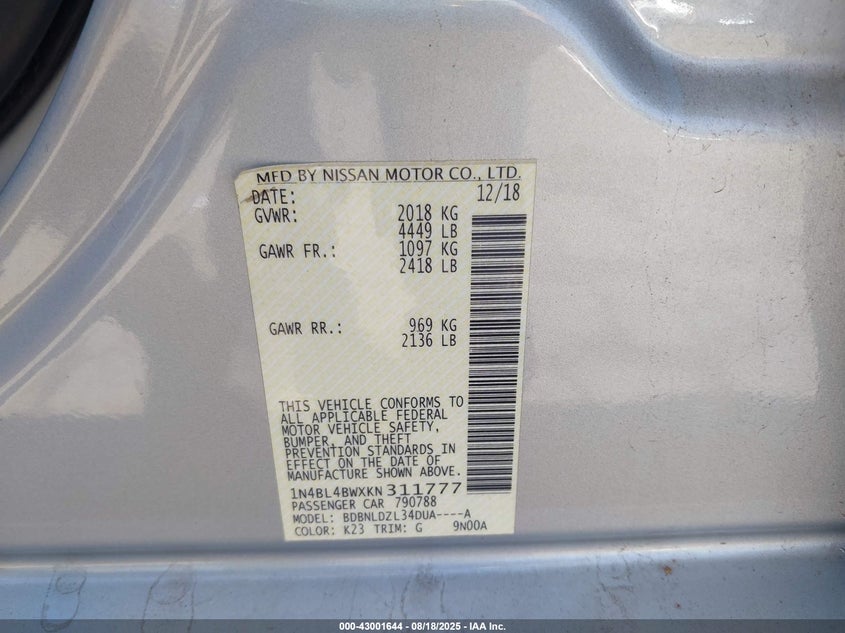 MFD BY NISSAN MOTOR CO., LTD.
DATE: 12/18
GVWR: 2018 KG
4449 LB
GAWR FR.: 1097 KG
2418 LB
GAWR RR.: 969 KG
2136 LB
THIS VEHICLE CONFORMS TO
ALL APPLICABLE FEDERAL
MOTOR VEHICLE SAFETY,
BUMPER, AND THEFT
PREVENTION STANDARDS IN
EFFECT ON THE DATE OF
MANUFACTURE SHOWN ABOVE.
1N4BL4BWXKN311777
PASSENGER CAR 790788
MODEL: BDBNLDZL34DUA----A
COLOR: K23 TRIM: G 9N00A
000-43001644 - 08/18/2025 - IAA Inc.